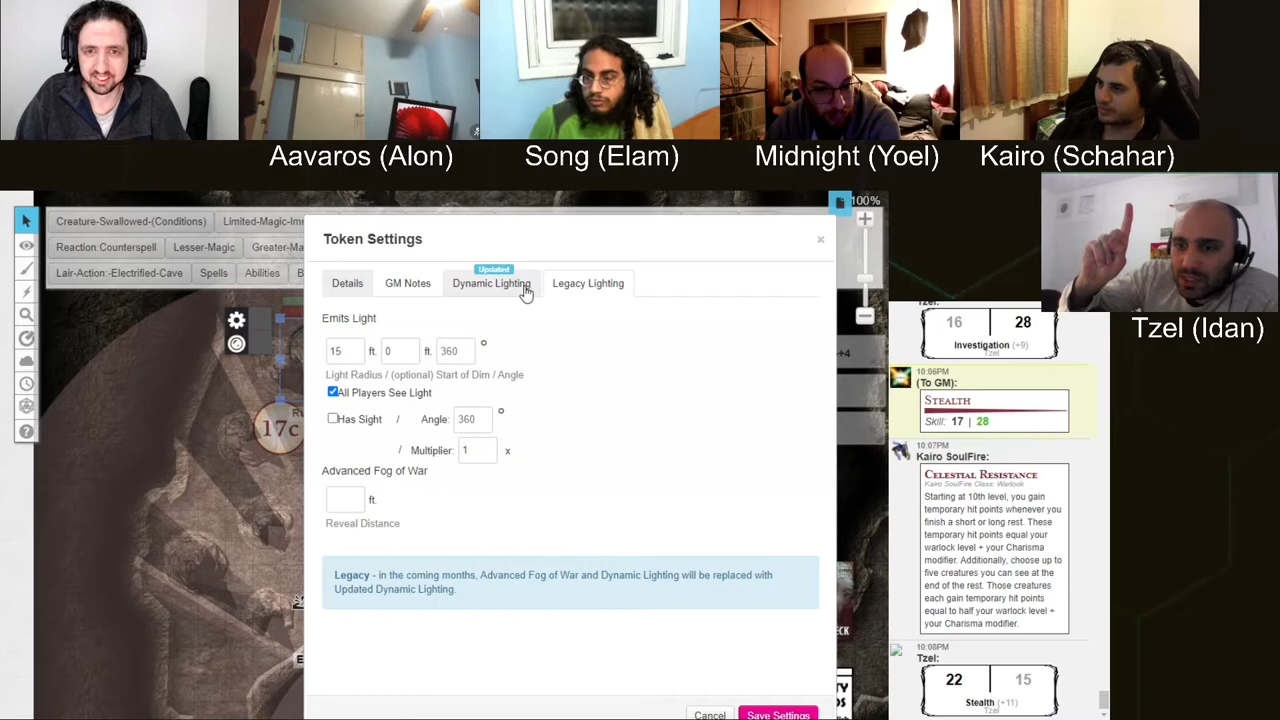 Aavaros (Alon)
Song (Elam)
Midnight (Yoel)
Kairo (Schahar)
Tzel (Idan)
Creature-Swallowed-(Conditions)
Reaction:Counterspell
Lesser-Magic
Lair-Action:-Electrified-Cave
Spells
Abilities
100%
17c
+4
Token Settings
×
Updated
Details
GM Notes
Dynamic Lighting
Legacy Lighting
Emits Light
15 ft. 0 ft. 360 °
Light Radius / (optional) Start of Dim / Angle
All Players See Light
Has Sight / Angle: 360 °
/ Multiplier: 1 x
Advanced Fog of War
ft.
Reveal Distance
Legacy - in the coming months, Advanced Fog of War and Dynamic Lighting will be replaced with
Updated Dynamic Lighting.
Cancel
Save Settings
Tzel:
16 28
Investigation (+9)
Tzel
10:06PM
(To GM):
STEALTH
Skill: 17 | 28
10:07PM
Kairo SoulFire:
CELESTIAL RESISTANCE
Kairo SoulFire Class: Warlock
Starting at 10th level, you gain
temporary hit points whenever you
finish a short or long rest. These
temporary hit points equal your
warlock level + your Charisma
modifier. Additionally, choose up to
five creatures you can see at the
end of the rest. Those creatures
each gain temporary hit points
equal to half your warlock level +
your Charisma modifier.
10:08PM
Tzel:
22 15
Stealth (+11)
Tzel